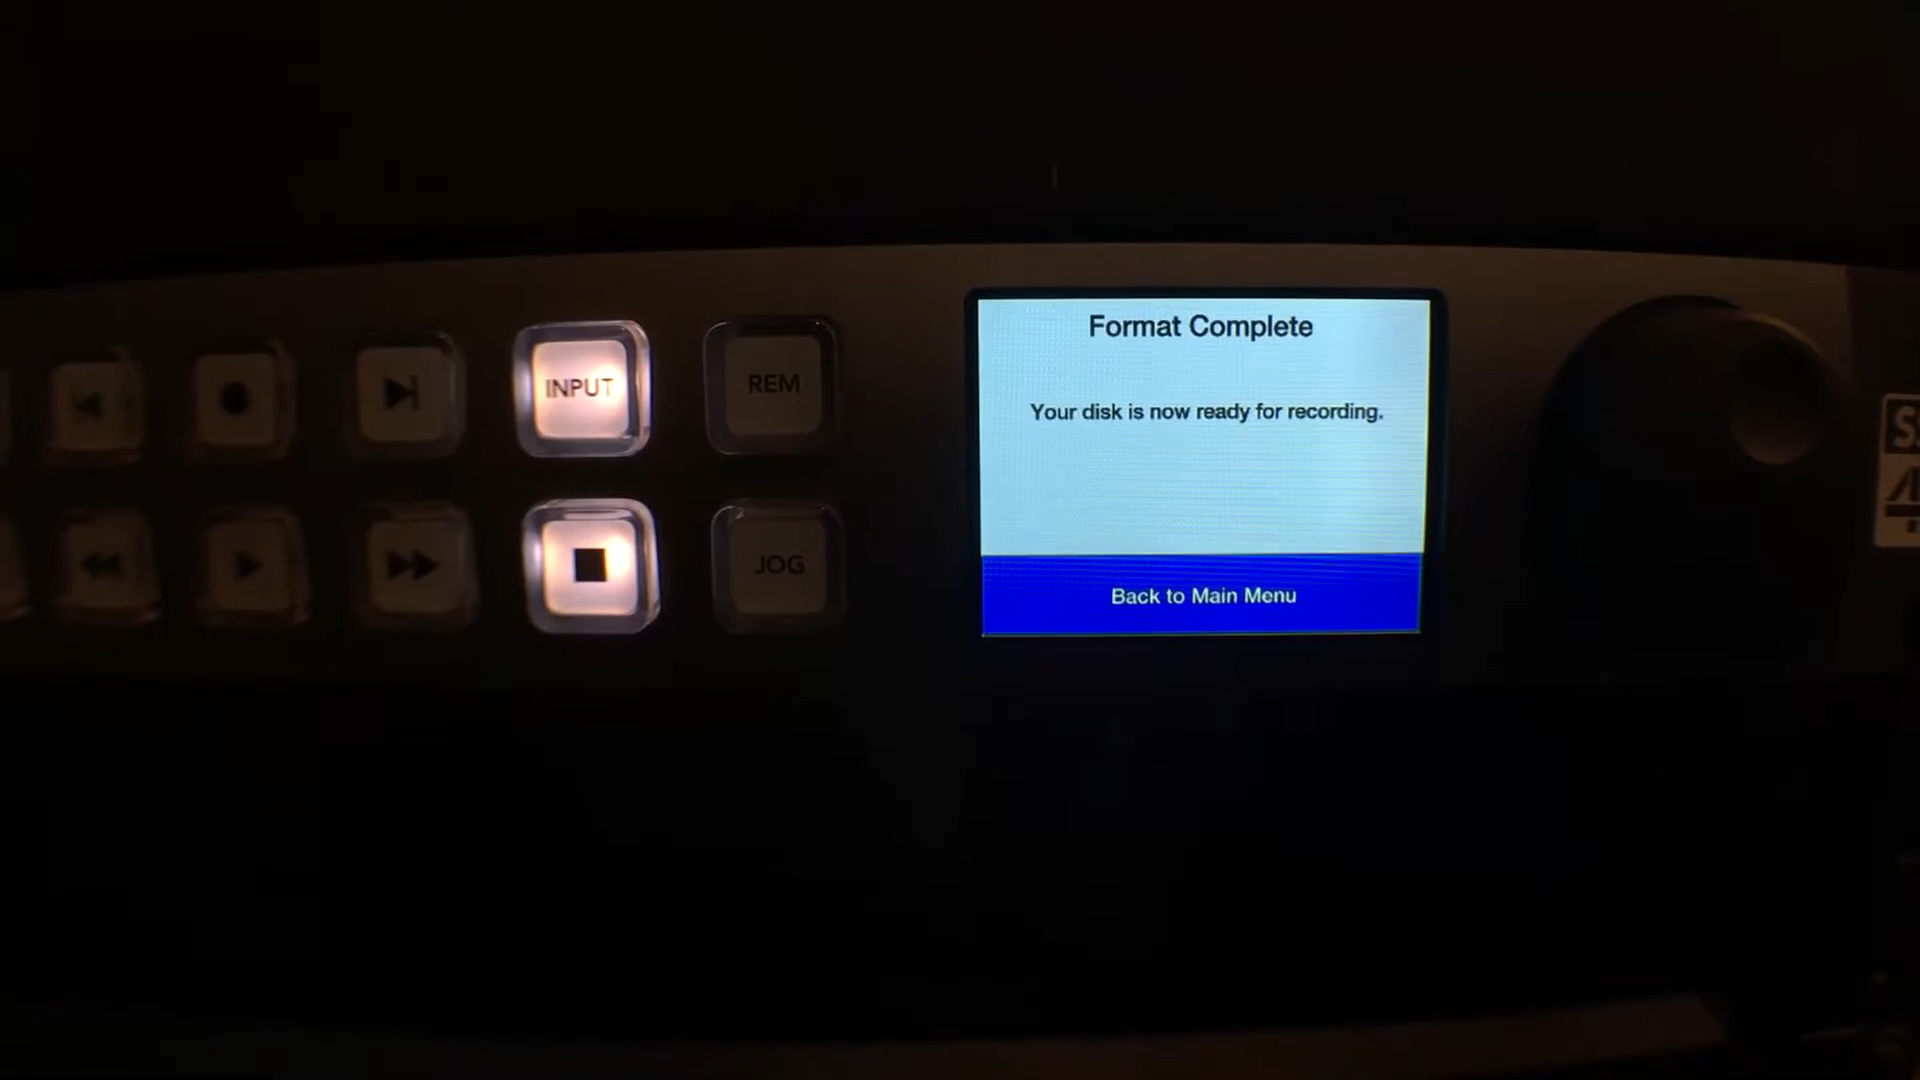 INPUT
REM
JOG
Format Complete
Your disk is now ready for recording.
Back to Main Menu